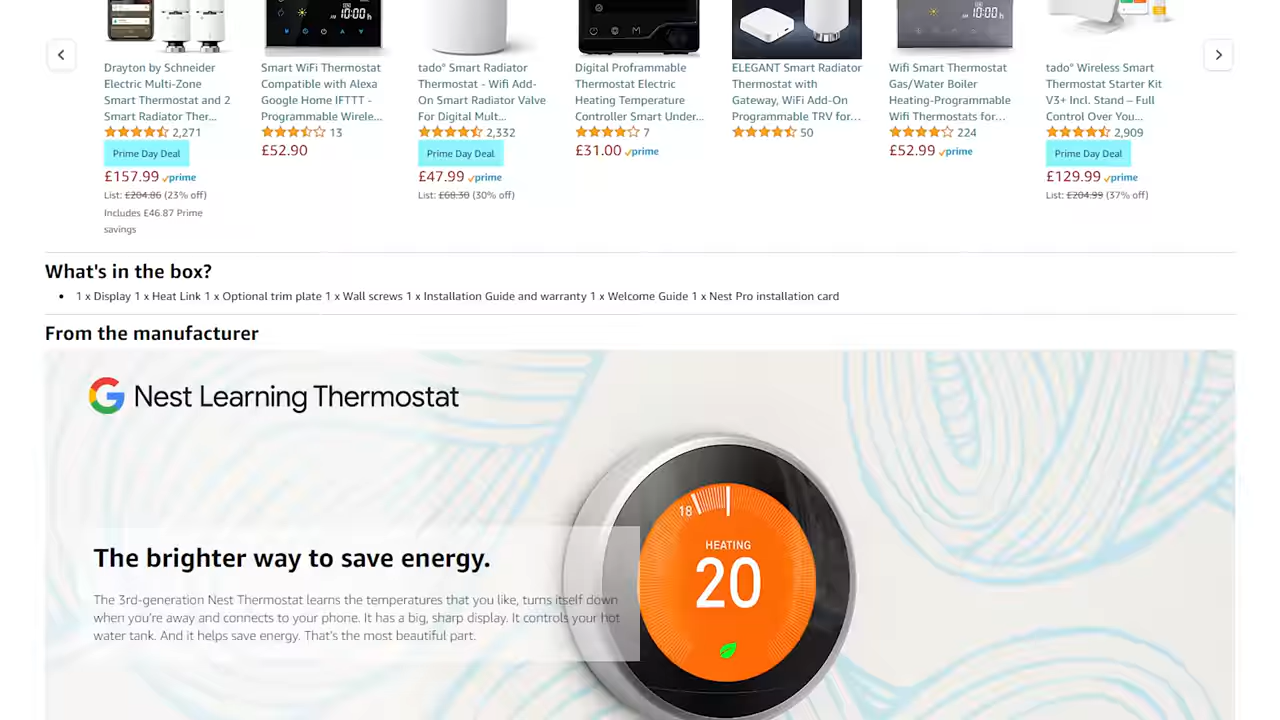 Drayton by Schneider
Electric Multi-Zone
Smart Thermostat and 2
Smart Radiator Ther...
2,271
Prime Day Deal
£157.99 prime
List: £204.86 (23% off)
Includes £46.87 Prime
savings
Smart WiFi Thermostat
Compatible with Alexa
Google Home IFTTT -
Programmable Wirele...
13
£52.90
tado° Smart Radiator
Thermostat - Wifi Add-
On Smart Radiator Valve
For Digital Mult...
2,332
Prime Day Deal
£47.99 prime
List: £68.30 (30% off)
Digital Proframmable
Thermostat Electric
Heating Temperature
Controller Smart Under...
7
£31.00 prime
ELEGANT Smart Radiator
Thermostat with
Gateway, WiFi Add-On
Programmable TRV for...
50
Wifi Smart Thermostat
Gas/Water Boiler
Heating-Programmable
Wifi Thermostats for...
224
£52.99 prime
tado° Wireless Smart
Thermostat Starter Kit
V3+ Incl. Stand – Full
Control Over You...
2,909
Prime Day Deal
£129.99 prime
List: £204.99 (37% off)
What's in the box?
• 1 x Display 1 x Heat Link 1 x Optional trim plate 1 x Wall screws 1 x Installation Guide and warranty 1 x Welcome Guide 1 x Nest Pro installation card
From the manufacturer
G Nest Learning Thermostat
18
HEATING
20
The brighter way to save energy.
The 3rd-generation Nest Thermostat learns the temperatures that you like, turns itself down
when you're away and connects to your phone. It has a big, sharp display. It controls your hot
water tank. And it helps save energy. That's the most beautiful part.